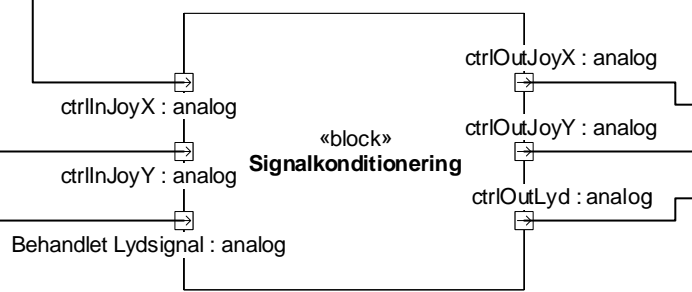 ctrlOutJoyX : analog
ctrlInJoyX : analog
ctrlOutJoyY : analog
«block»
Signalkonditionering
ctrlInJoyY : analog
ctrlOutLyd : analog
Behandlet Lydsignal : analog